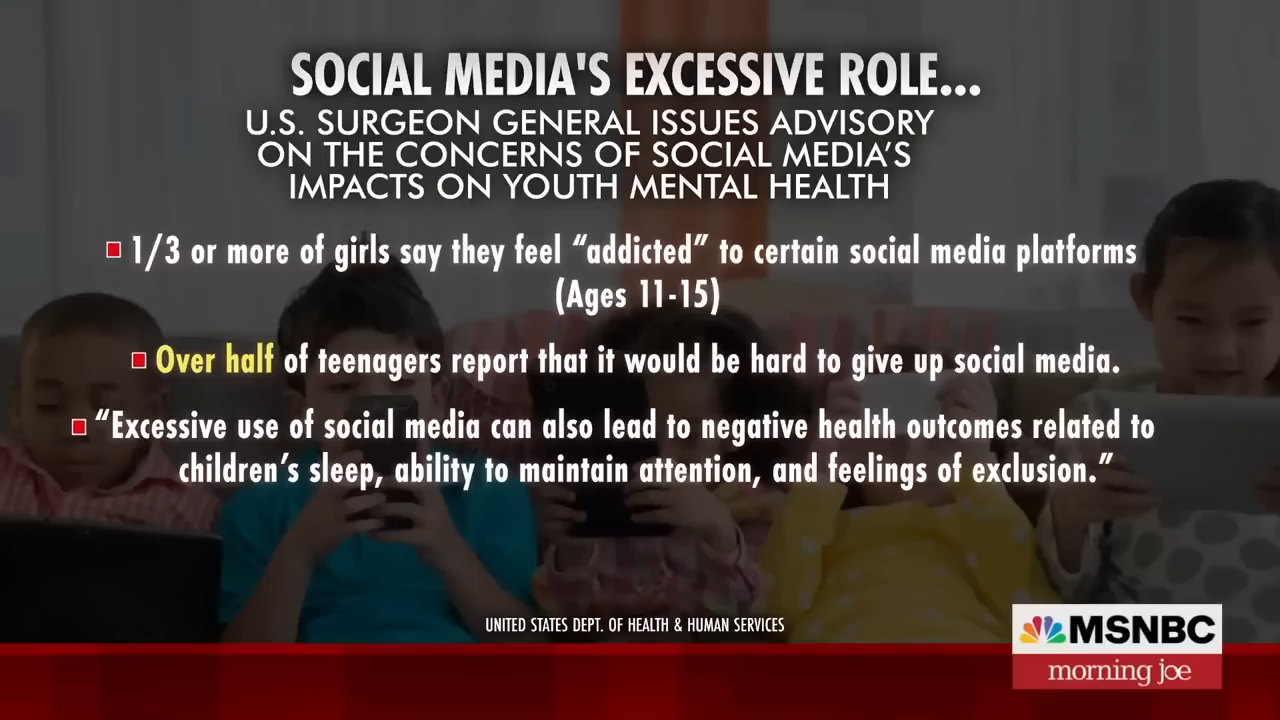 SOCIAL MEDIA'S EXCESSIVE ROLE...
U.S. SURGEON GENERAL ISSUES ADVISORY
ON THE CONCERNS OF SOCIAL MEDIA'S
IMPACTS ON YOUTH MENTAL HEALTH
1/3 or more of girls say they feel “addicted” to certain social media platforms
(Ages 11-15)
Over half of teenagers report that it would be hard to give up social media.
“Excessive use of social media can also lead to negative health outcomes related to
children’s sleep, ability to maintain attention, and feelings of exclusion.”
UNITED STATES DEPT. OF HEALTH & HUMAN SERVICES
MSNBC
morning joe